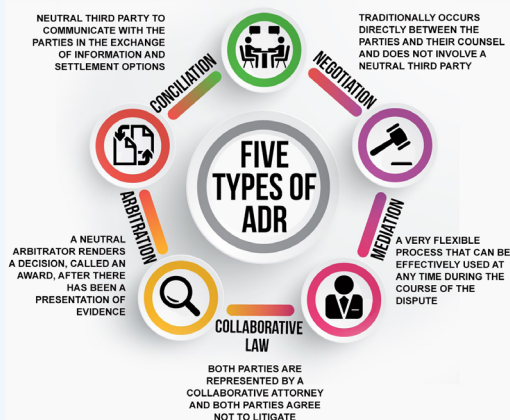 NEUTRAL THIRD PARTY TO
COMMUNICATE WITH THE
PARTIES IN THE EXCHANGE
OF INFORMATION AND
SETTLEMENT OPTIONS
CONCILIATION
TRADITIONALLY OCCURS
DIRECTLY BETWEEN THE
PARTIES AND THEIR COUNSEL
AND DOES NOT INVOLVE A
NEUTRAL THIRD PARTY
NEGOTIATION
FIVE
TYPES OF
ADR
ARBITRATION
A NEUTRAL
ARBITRATOR RENDERS
A DECISION, CALLED AN
AWARD, AFTER THERE
HAS BEEN A
PRESENTATION OF
EVIDENCE
MEDIATION
A VERY FLEXIBLE
PROCESS THAT CAN BE
EFFECTIVELY USED AT
ANY TIME DURING THE
COURSE OF THE
DISPUTE
COLLABORATIVE
LAW
BOTH PARTIES ARE
REPRESENTED BY A
COLLABORATIVE ATTORNEY
AND BOTH PARTIES AGREE
NOT TO LITIGATE